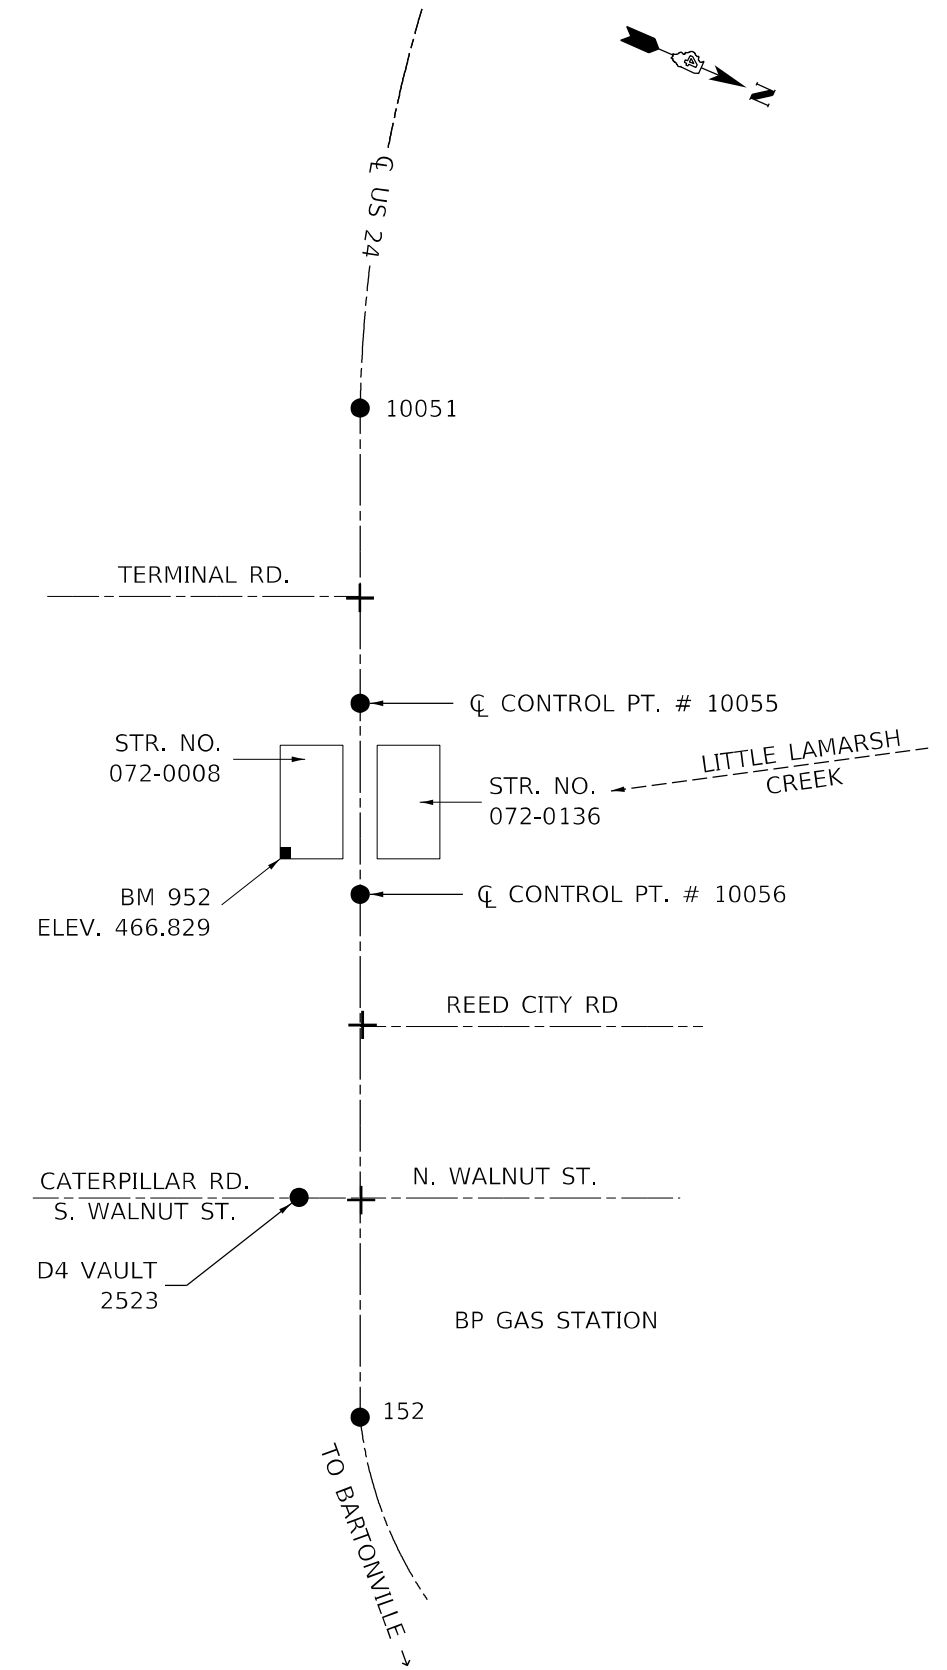 N
℄ US 24
10051
TERMINAL RD.
℄ CONTROL PT. # 10055
STR. NO.
072-0008
LITTLE LAMARSH
CREEK
STR. NO.
072-0136
BM 952
ELEV. 466.829
℄ CONTROL PT. # 10056
REED CITY RD
CATERPILLAR RD.
S. WALNUT ST.
N. WALNUT ST.
D4 VAULT
2523
BP GAS STATION
152
TO BARTONVILLE →